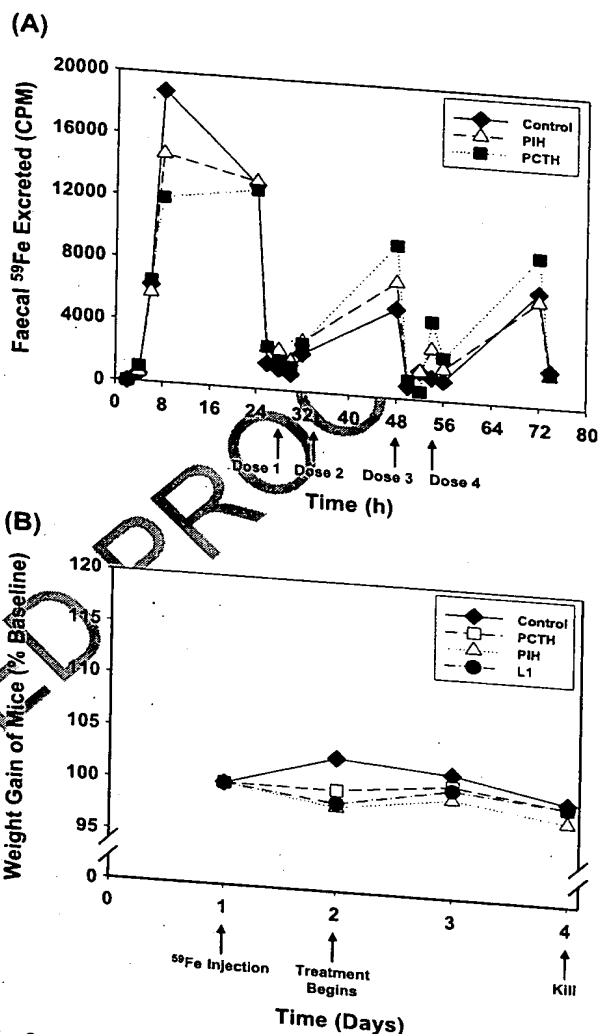 (A)
Faecal ⁵⁹Fe Excreted (CPM)
20000
16000
12000
8000
4000
0
Control
PIH
PCTH
0 8 16 24 32 40 48 56 64 72 80
Dose 1 Dose 2 Dose 3 Dose 4
Time (h)
(B)
Weight Gain of Mice (% Baseline)
120
115
110
105
100
95
0
Control
PCTH
PIH
L1
0 1 2 3 4
⁵⁹Fe Injection
Treatment
Begins
Kill
Time (Days)